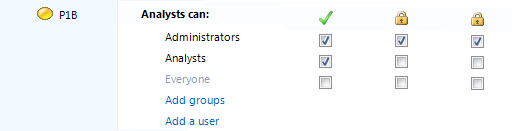 P1B
Analysts can:
Administrators
Analysts
Everyone
Add groups
Add a user